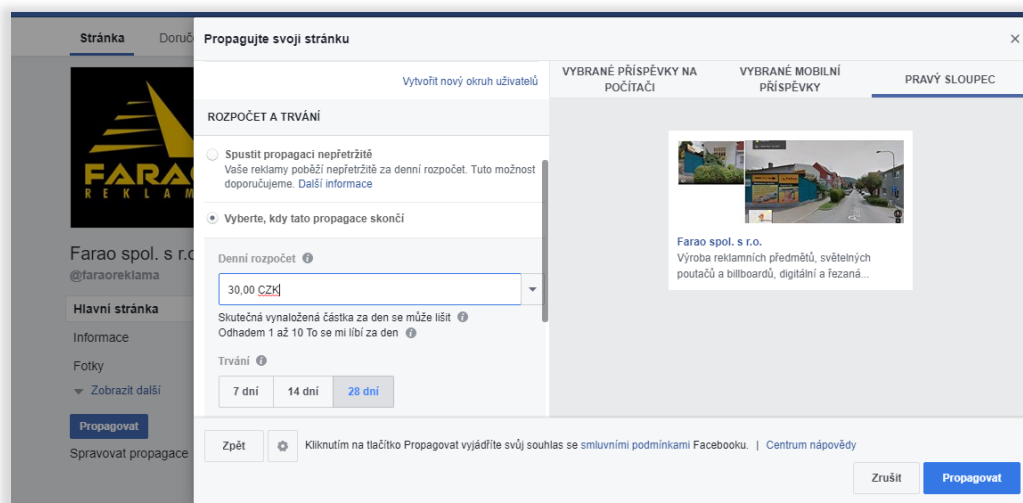 Stránka
Propagujte svoji stránku
Vytvořit nový okruh uživatelů
VYBRANÉ PŘÍSPĚVKY NA
POČÍTAČI
VYBRANÉ MOBILNÍ
PŘÍSPĚVKY
PRAVÝ SLOUPEC
ROZPOČET A TRVÁNÍ
Spustit propagaci nepřetržitě
Vaše reklamy poběží nepřetržitě za denní rozpočet. Tuto možnost
doporučujeme. Další informace
Vyberte, kdy tato propagace skončí
Denní rozpočet
30,00 CZK
Skutečná vynaložená částka za den se může lišit
Odhadem 1 až 10 To se mi líbí za den
Trvání
7 dní 14 dní 28 dní
Farao spol. s r.o.
Výroba reklamních předmětů, světelných
poutačů a billboardů, digitální a řezaná...
REKLAM
Farao spol. s r.o
@faraoreklama
Hlavní stránka
Informace
Fotky
Zobrazit další
Propagovat
Spravovat propagace
Zpět
Kliknutím na tlačítko Propagovat vyjádříte svůj souhlas se smluvními podmínkami Facebooku. | Centrum nápovědy
Zrušit Propagovat